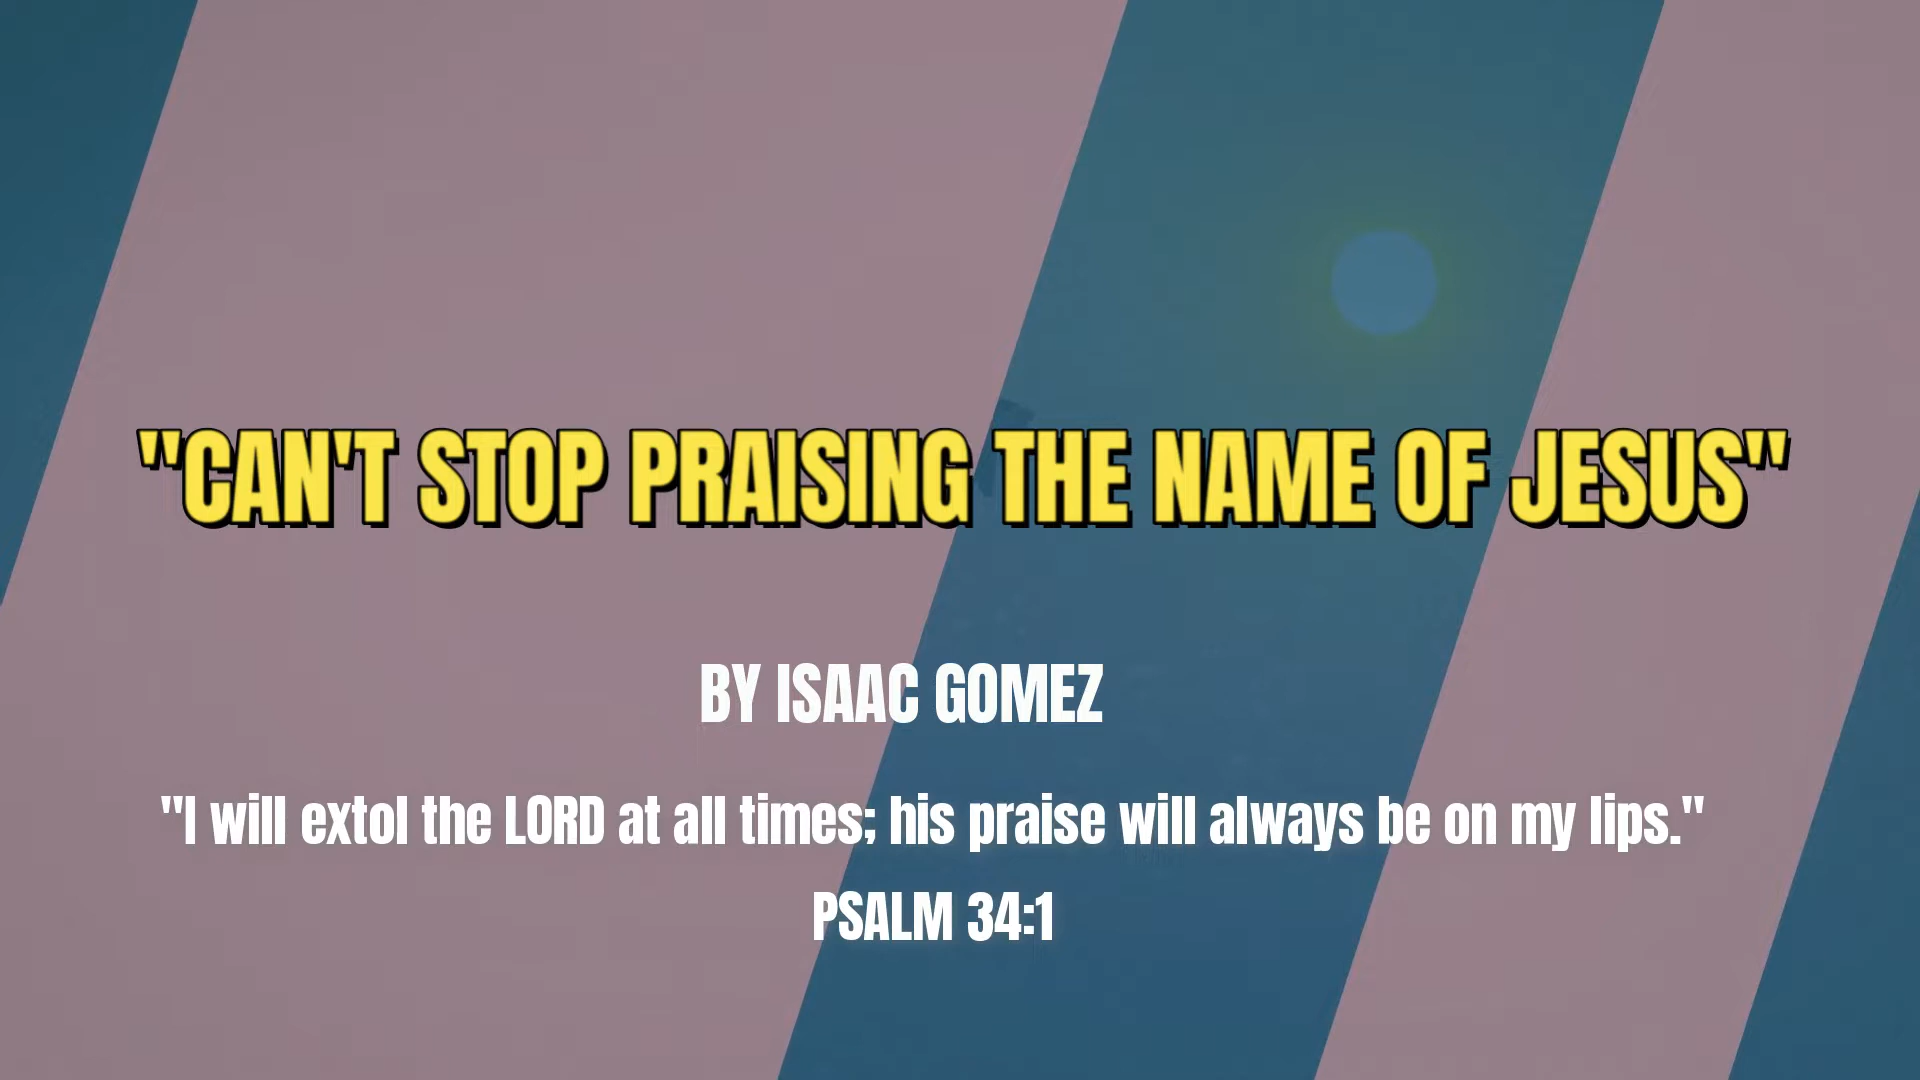 "CAN'T STOP PRAISING THE NAME OF JESUS"
BY ISAAC GOMEZ
"I will extol the LORD at all times; his praise will always be on my lips."
PSALM 34:1